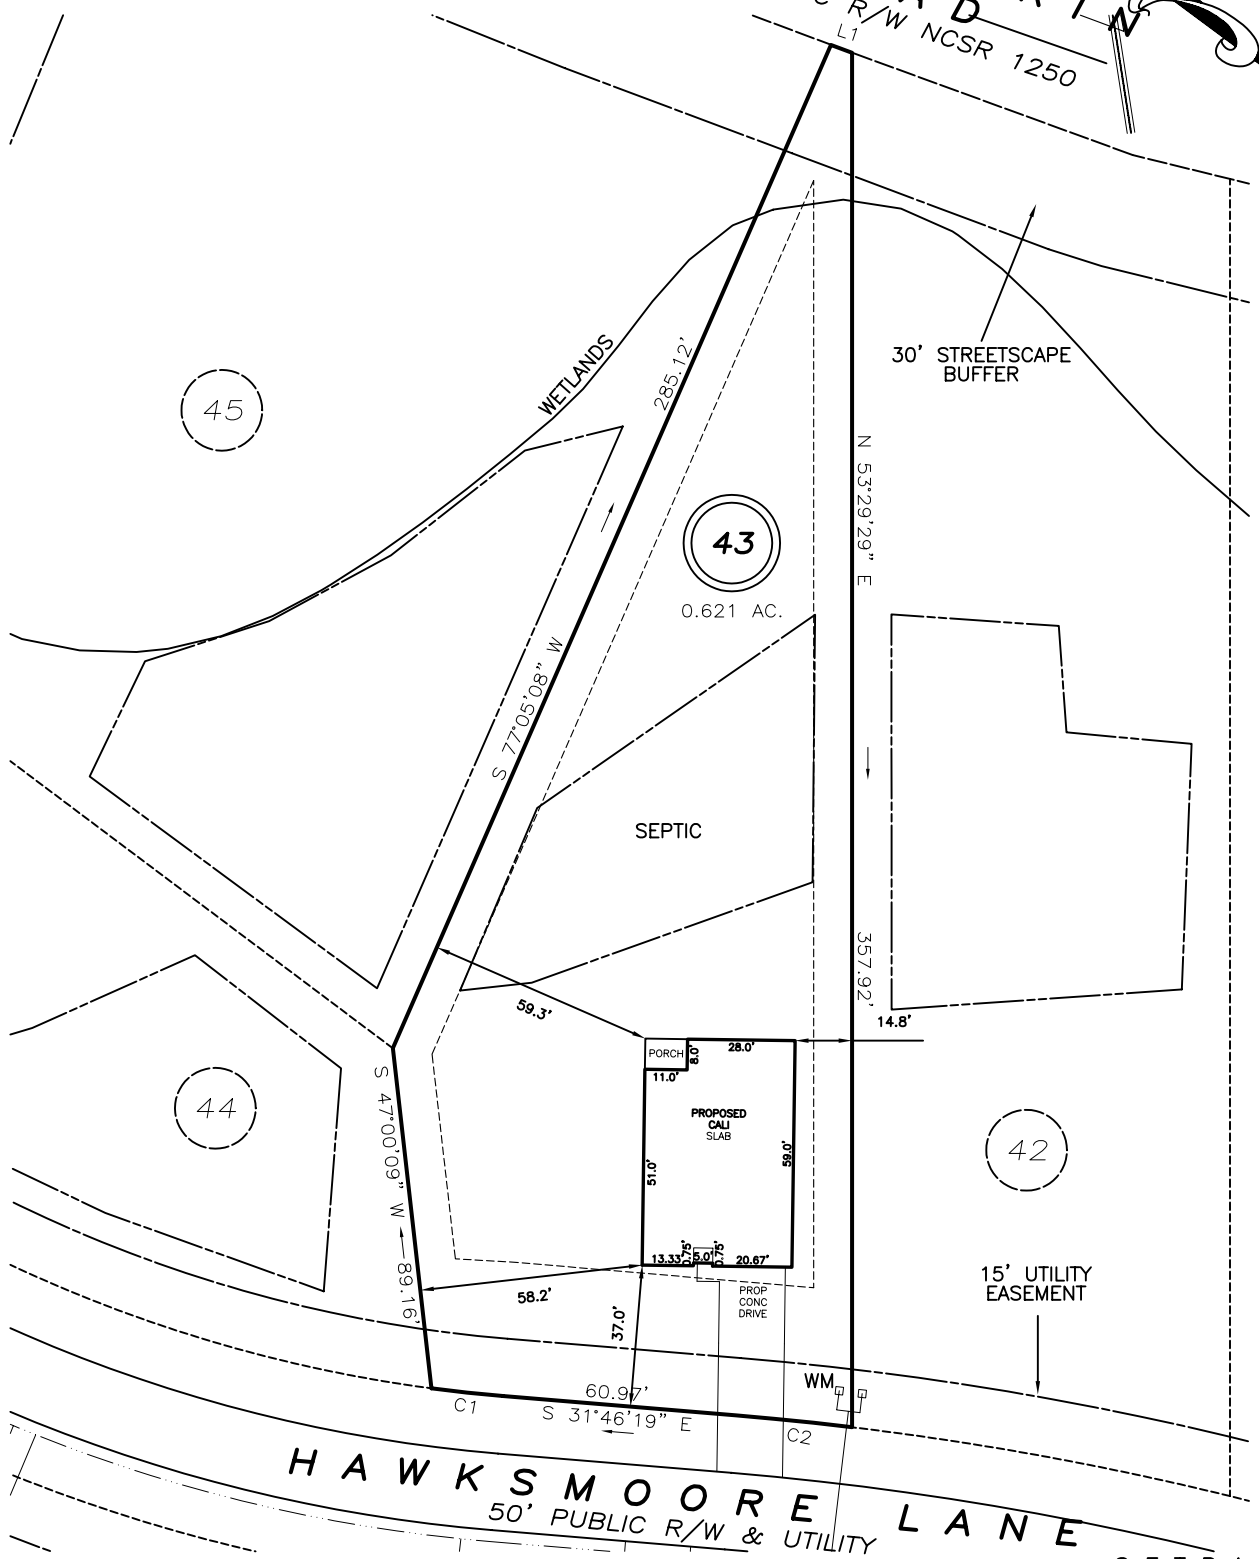 L1
R/W NCSR 1250
N
30' STREETSCAPE
BUFFER
WETLANDS
285.12'
45
N 53°29'29" E
43
0.621 AC.
S 77°05'08" W
SEPTIC
357.92'
14.8'
59.3'
PORCH
8.0'
28.0'
11.0'
PROPOSED
CALI
SLAB
44
S 47°00'09" W
89.16'
51.0'
59.0'
42
13.33'
0.75'
5.0'
0.75'
20.67'
58.2'
37.0'
PROP
CONC
DRIVE
15' UTILITY
EASEMENT
WM
60.97'
C1
S 31°46'19" E
C2
HAWKSMOORE LANE
50' PUBLIC R/W & UTILITY